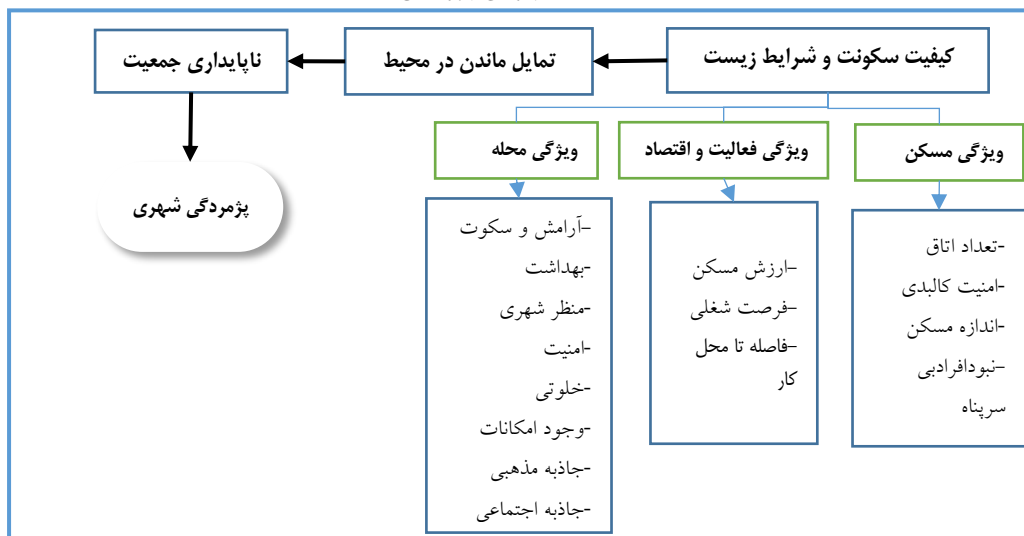 کیفیت سکونت و شرایط زیست
تمایل ماندن در محیط
ناپایداری جمعیت
ویژگی مسکن
ویژگی فعالیت و اقتصاد
ویژگی محله
پژمردگی شهری
-تعداد اتاق
-امنیت کالبدی
-اندازه مسکن
-نبودافرادبی
سرپناه
-ارزش مسکن
-فرصت شغلی
-فاصله تا محل
کار
-آرامش و سکوت
-بهداشت
-منظر شهری
-امنیت
-خلوتی
-وجود امکانات
-جاذبه مذهبی
-جاذبه اجتماعی